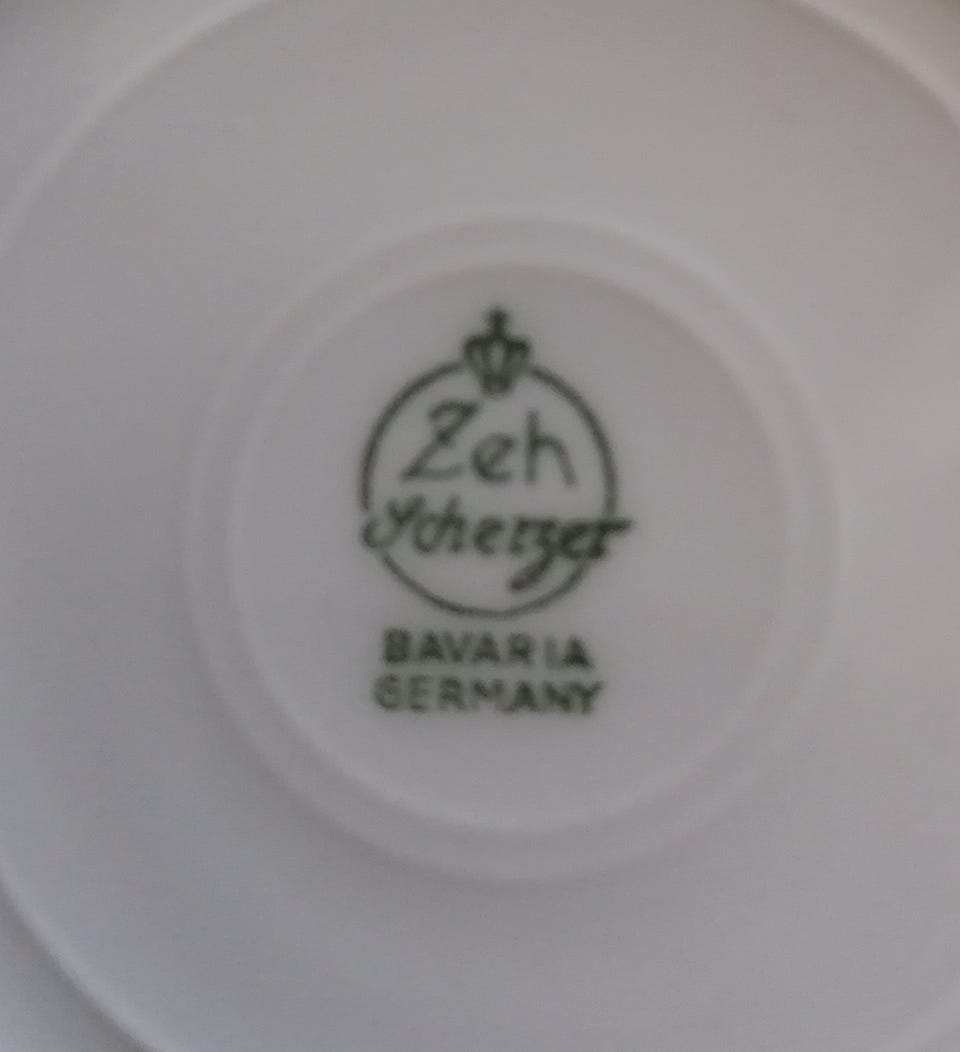 Zeh
Scherzer
BAVARIA
GERMANY